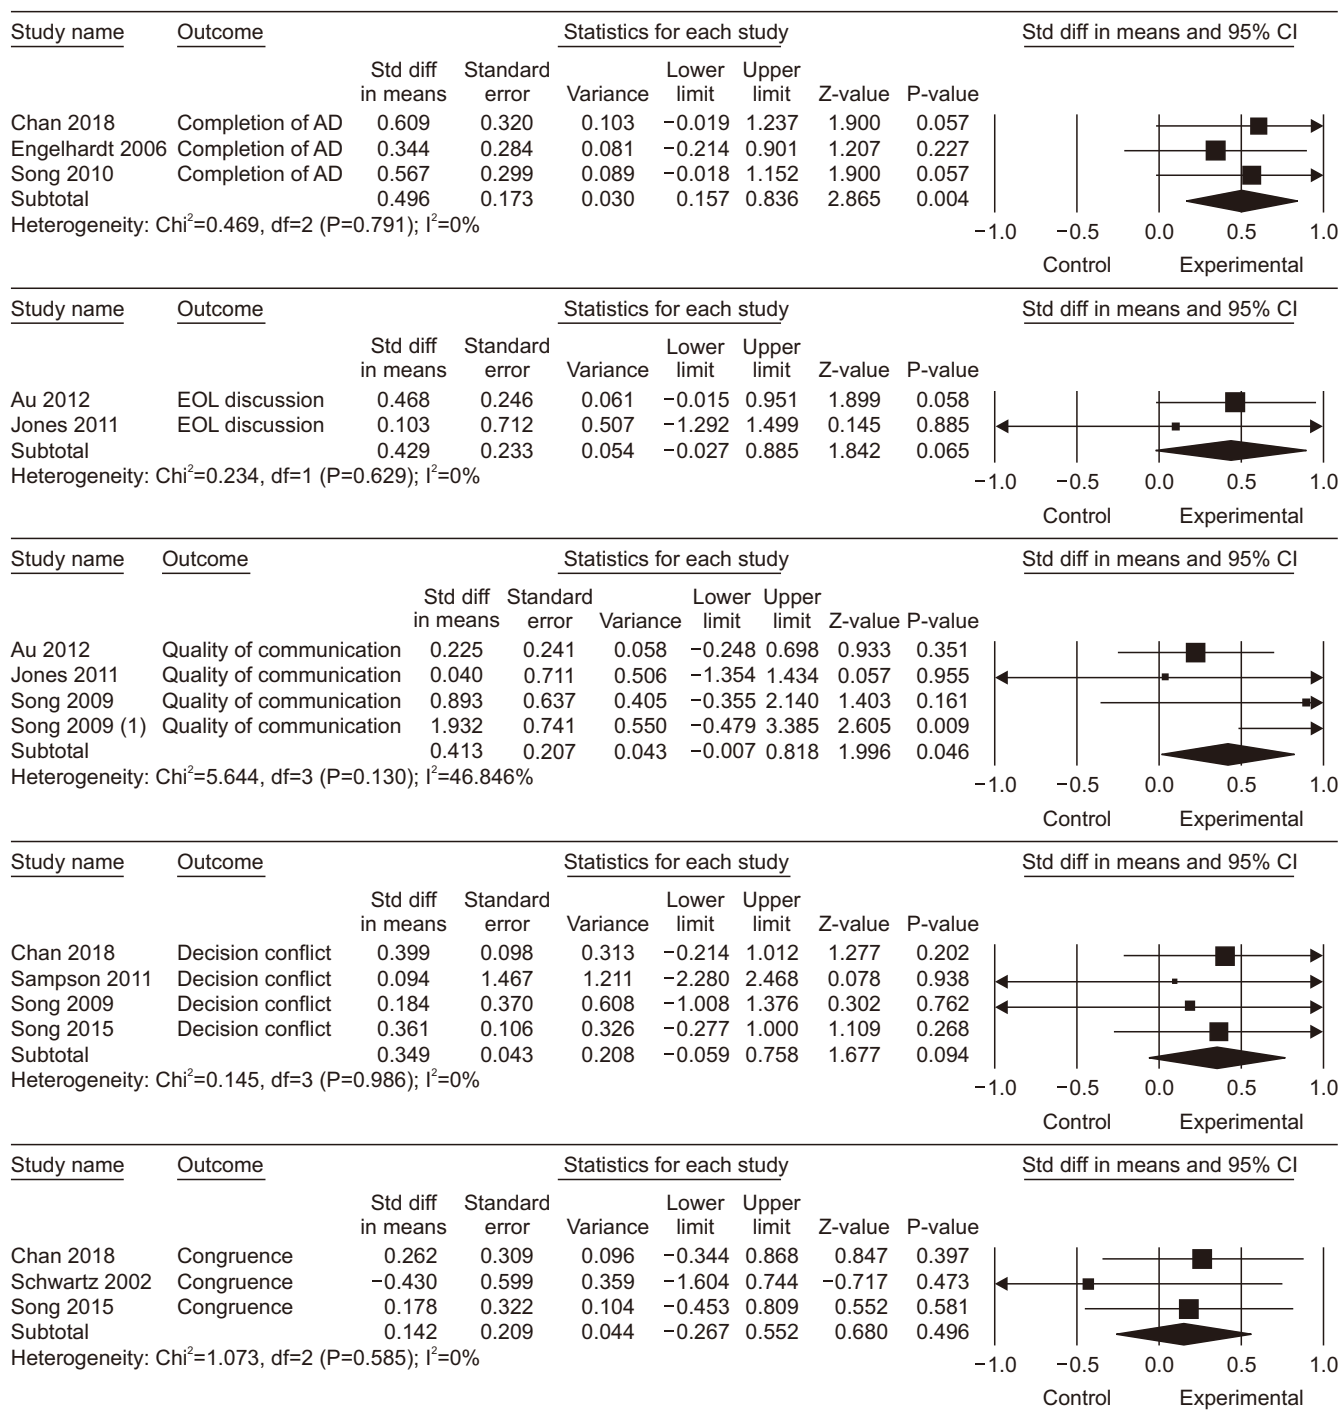 Study name Outcome Statistics for each study Std diff in means and 95% CI
Std diff Standard Lower Upper
in means error Variance limit limit Z-value P-value
Chan 2018 Completion of AD 0.609 0.320 0.103 −0.019 1.237 1.900 0.057
Engelhardt 2006 Completion of AD 0.344 0.284 0.081 −0.214 0.901 1.207 0.227
Song 2010 Completion of AD 0.567 0.299 0.089 −0.018 1.152 1.900 0.057
Subtotal 0.496 0.173 0.030 0.157 0.836 2.865 0.004
Heterogeneity: Chi²=0.469, df=2 (P=0.791); I²=0%
−1.0 −0.5 0.0 0.5 1.0
Control Experimental
Study name Outcome Statistics for each study Std diff in means and 95% CI
Std diff Standard Lower Upper
in means error Variance limit limit Z-value P-value
Au 2012 EOL discussion 0.468 0.246 0.061 −0.015 0.951 1.899 0.058
Jones 2011 EOL discussion 0.103 0.712 0.507 −1.292 1.499 0.145 0.885
Subtotal 0.429 0.233 0.054 −0.027 0.885 1.842 0.065
Heterogeneity: Chi²=0.234, df=1 (P=0.629); I²=0%
−1.0 −0.5 0.0 0.5 1.0
Control Experimental
Study name Outcome Statistics for each study Std diff in means and 95% CI
Std diff Standard Lower Upper
in means error Variance limit limit Z-value P-value
Au 2012 Quality of communication 0.225 0.241 0.058 −0.248 0.698 0.933 0.351
Jones 2011 Quality of communication 0.040 0.711 0.506 −1.354 1.434 0.057 0.955
Song 2009 Quality of communication 0.893 0.637 0.405 −0.355 2.140 1.403 0.161
Song 2009 (1) Quality of communication 1.932 0.741 0.550 −0.479 3.385 2.605 0.009
Subtotal 0.413 0.207 0.043 −0.007 0.818 1.996 0.046
Heterogeneity: Chi²=5.644, df=3 (P=0.130); I²=46.846%
−1.0 −0.5 0.0 0.5 1.0
Control Experimental
Study name Outcome Statistics for each study Std diff in means and 95% CI
Std diff Standard Lower Upper
in means error Variance limit limit Z-value P-value
Chan 2018 Decision conflict 0.399 0.098 0.313 −0.214 1.012 1.277 0.202
Sampson 2011 Decision conflict 0.094 1.467 1.211 −2.280 2.468 0.078 0.938
Song 2009 Decision conflict 0.184 0.370 0.608 −1.008 1.376 0.302 0.762
Song 2015 Decision conflict 0.361 0.106 0.326 −0.277 1.000 1.109 0.268
Subtotal 0.349 0.043 0.208 −0.059 0.758 1.677 0.094
Heterogeneity: Chi²=0.145, df=3 (P=0.986); I²=0%
−1.0 −0.5 0.0 0.5 1.0
Control Experimental
Study name Outcome Statistics for each study Std diff in means and 95% CI
Std diff Standard Lower Upper
in means error Variance limit limit Z-value P-value
Chan 2018 Congruence 0.262 0.309 0.096 −0.344 0.868 0.847 0.397
Schwartz 2002 Congruence −0.430 0.599 0.359 −1.604 0.744 −0.717 0.473
Song 2015 Congruence 0.178 0.322 0.104 −0.453 0.809 0.552 0.581
Subtotal 0.142 0.209 0.044 −0.267 0.552 0.680 0.496
Heterogeneity: Chi²=1.073, df=2 (P=0.585); I²=0%
−1.0 −0.5 0.0 0.5 1.0
Control Experimental